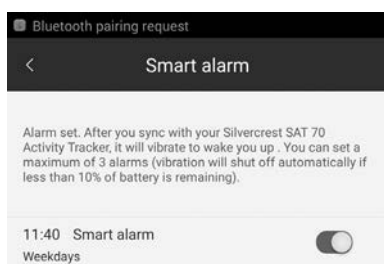 Bluetooth pairing request
Smart alarm
Alarm set. After you sync with your Silvercrest SAT 70
Activity Tracker, it will vibrate to wake you up . You can set a
maximum of 3 alarms (vibration will shut off automatically if
less than 10% of battery is remaining).
11:40 Smart alarm
Weekdays